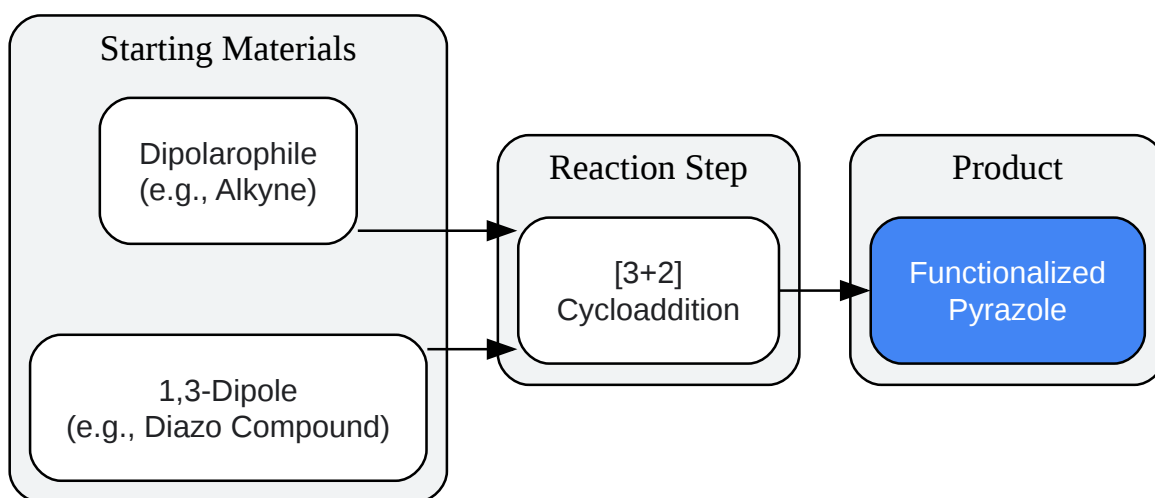 Starting Materials
Dipolarophile
(e.g., Alkyne)
1,3-Dipole
(e.g., Diazo Compound)
Reaction Step
[3+2]
Cycloaddition
Product
Functionalized
Pyrazole